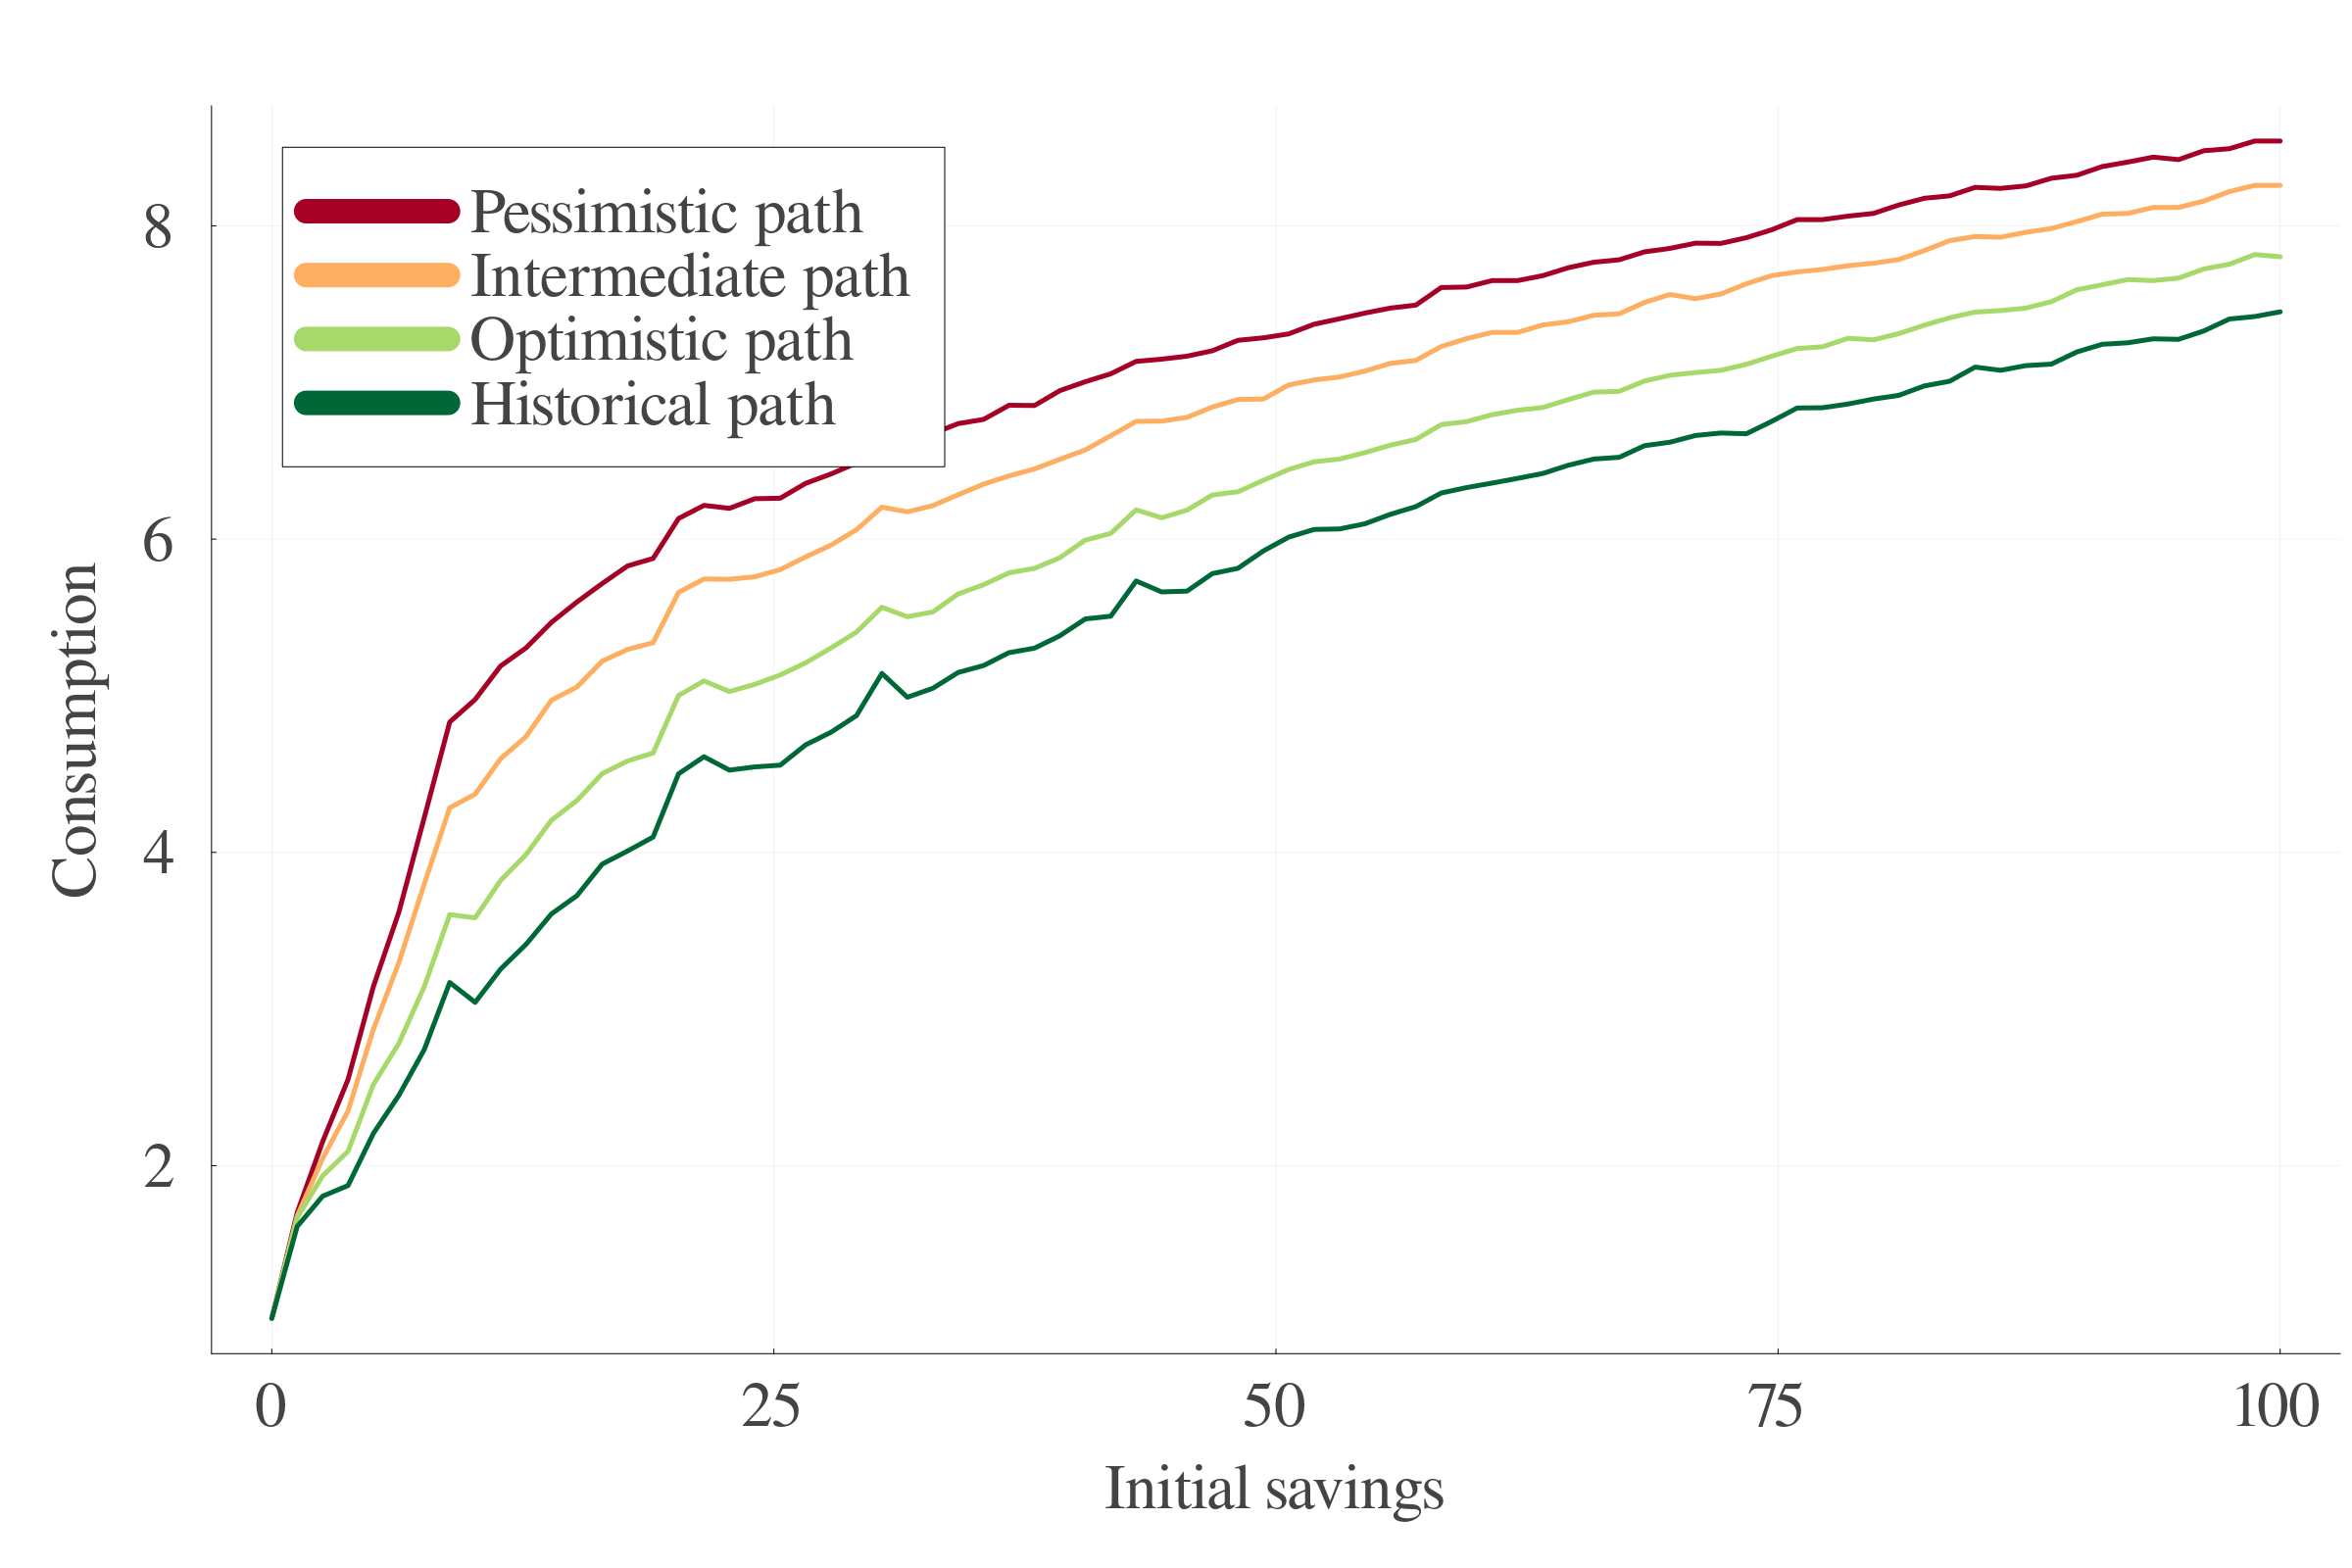 Pessimistic path
Intermediate path
Optimistic path
Historical path
8
6
4
2
Consumption
0 25 50 75 100
Initial savings